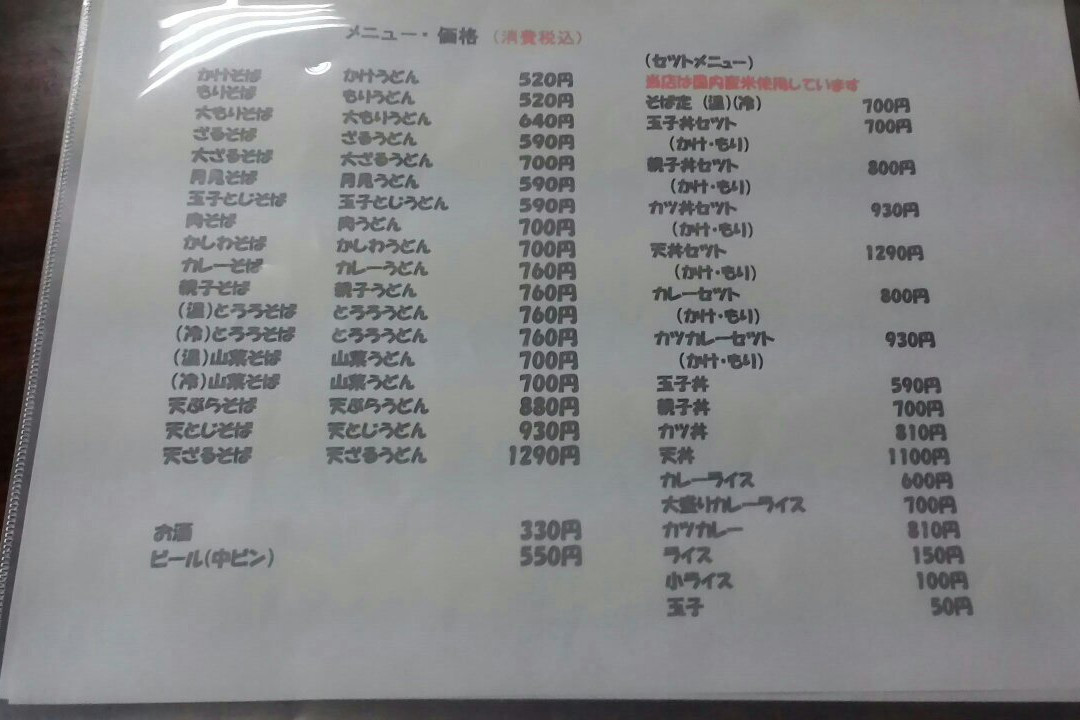 メニュー・価格 (消費税込)
かけそば かけうどん 520円
もりそば もりうどん 520円
大もりそば 大もりうどん 640円
ざるそば ざるうどん 590円
大ざるそば 大ざるうどん 700円
月見そば 月見うどん 590円
玉子とじそば 玉子とじうどん 590円
肉そば 肉うどん 700円
かしわそば かしわうどん 700円
カレーそば カレーうどん 760円
親子そば 親子うどん 760円
(温)とろろそば とろろうどん 760円
(冷)とろろそば とろろうどん 760円
(温)山菜そば 山菜うどん 700円
(冷)山菜そば 山菜うどん 700円
天ぷらそば 天ぷらうどん 880円
天とじそば 天とじうどん 930円
天ざるそば 天ざるうどん 1290円
お酒 330円
ビール(中ビン) 550円
(セットメニュー)
当店は国内産米使用しています
そば定 (温)(冷) 700円
玉子丼セット 700円
(かけ・もり)
親子丼セット 800円
(かけ・もり)
カツ丼セット 930円
(かけ・もり)
天丼セット 1290円
(かけ・もり)
カレーセット 800円
(かけ・もり)
カツカレーセット 930円
(かけ・もり)
玉子丼 590円
親子丼 700円
カツ丼 810円
天丼 1100円
カレーライス 600円
大盛りカレーライス 700円
カツカレー 810円
ライス 150円
小ライス 100円
玉子 50円